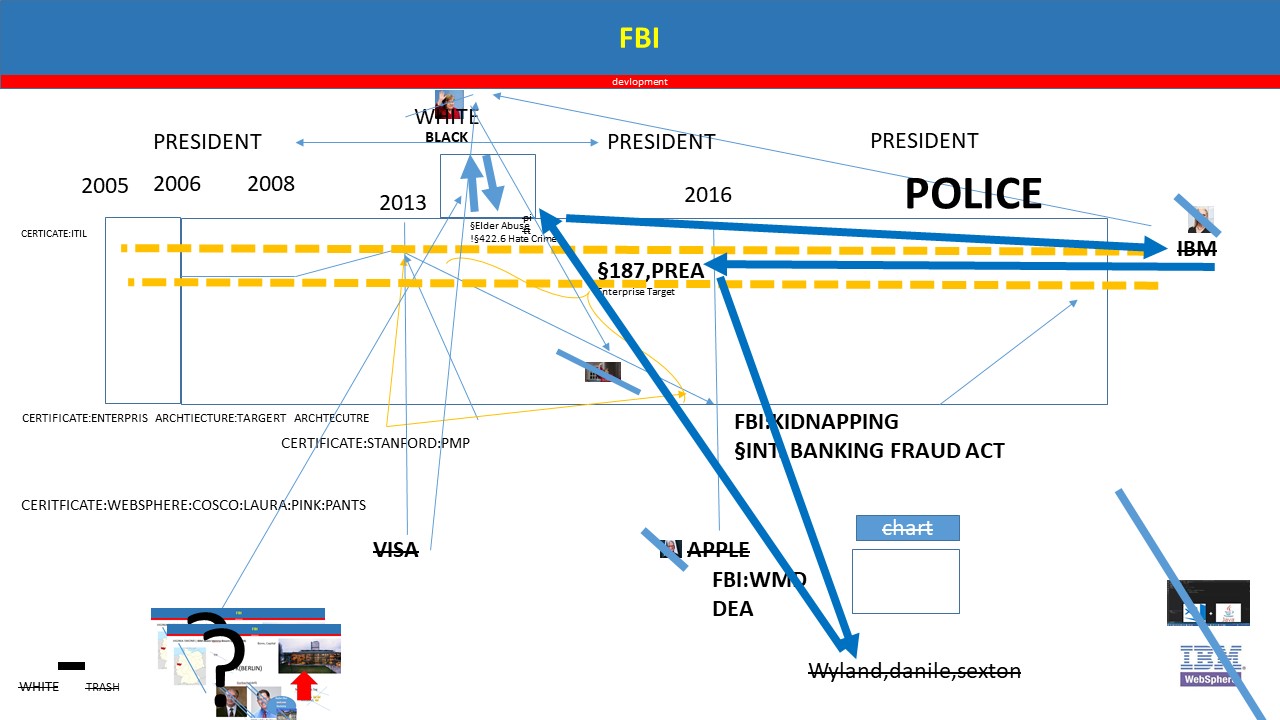 FBI
devlopment
WHITE
BLACK
PRESIDENT
PRESIDENT
PRESIDENT
2005
2006
2008
2013
2016
POLICE
CERTICATE:ITIL
§Elder Abuse
!§422.6 Hate Crime
IBM
§187,PREA
Enterprise Target
CERTIFICATE:ENTERPRIS ARCHTIECTURE:TARGERT ARCHTECUTRE
CERTIFICATE:STANFORD:PMP
FBI:KIDNAPPING
§INT BANKING FRAUD ACT
CERITFICATE:WEBSPHERE:COSCO:LAURA:PINK:PANTS
chart
VISA
APPLE
FBI:WMD
DEA
FBI
FBI
?
?
(BERLIN)
Wyland,danile,sexton
IBM
WebSphere
WHITE
TRASH